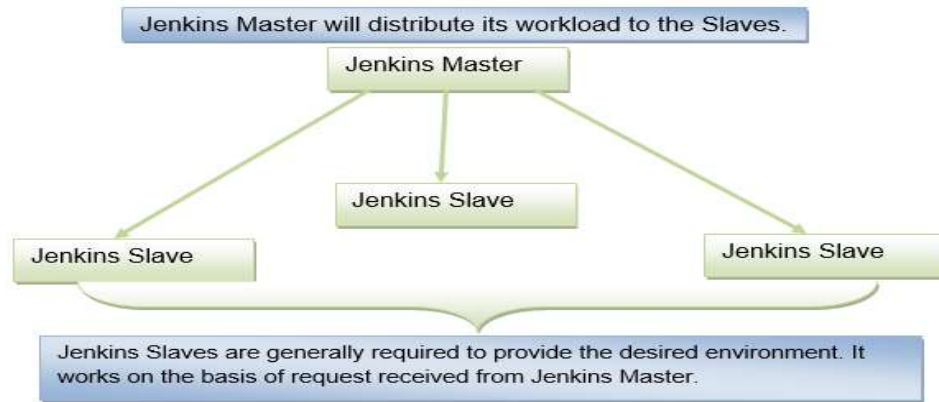 Jenkins Master will distribute its workload to the Slaves.
Jenkins Master
Jenkins Slave
Jenkins Slave
Jenkins Slave
Jenkins Slaves are generally required to provide the desired environment. It
works on the basis of request received from Jenkins Master.